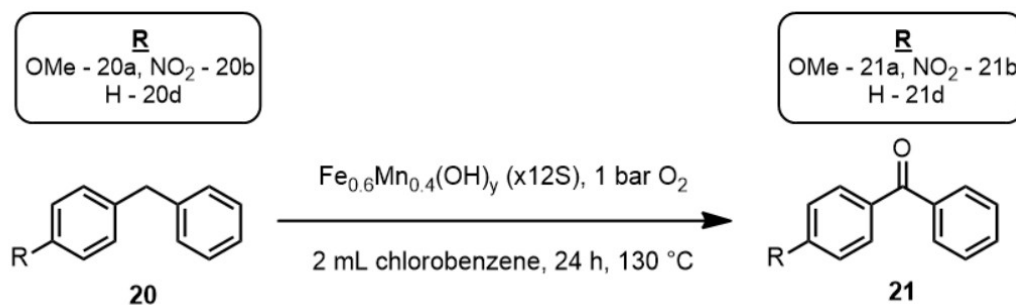 R
OMe - 20a, NO₂ - 20b
H - 20d
R
OMe - 21a, NO₂ - 21b
H - 21d
O
Fe₀.₆Mn₀.₄(OH)ᵧ (x12S), 1 bar O₂
R
R
2 mL chlorobenzene, 24 h, 130 °C
20
21